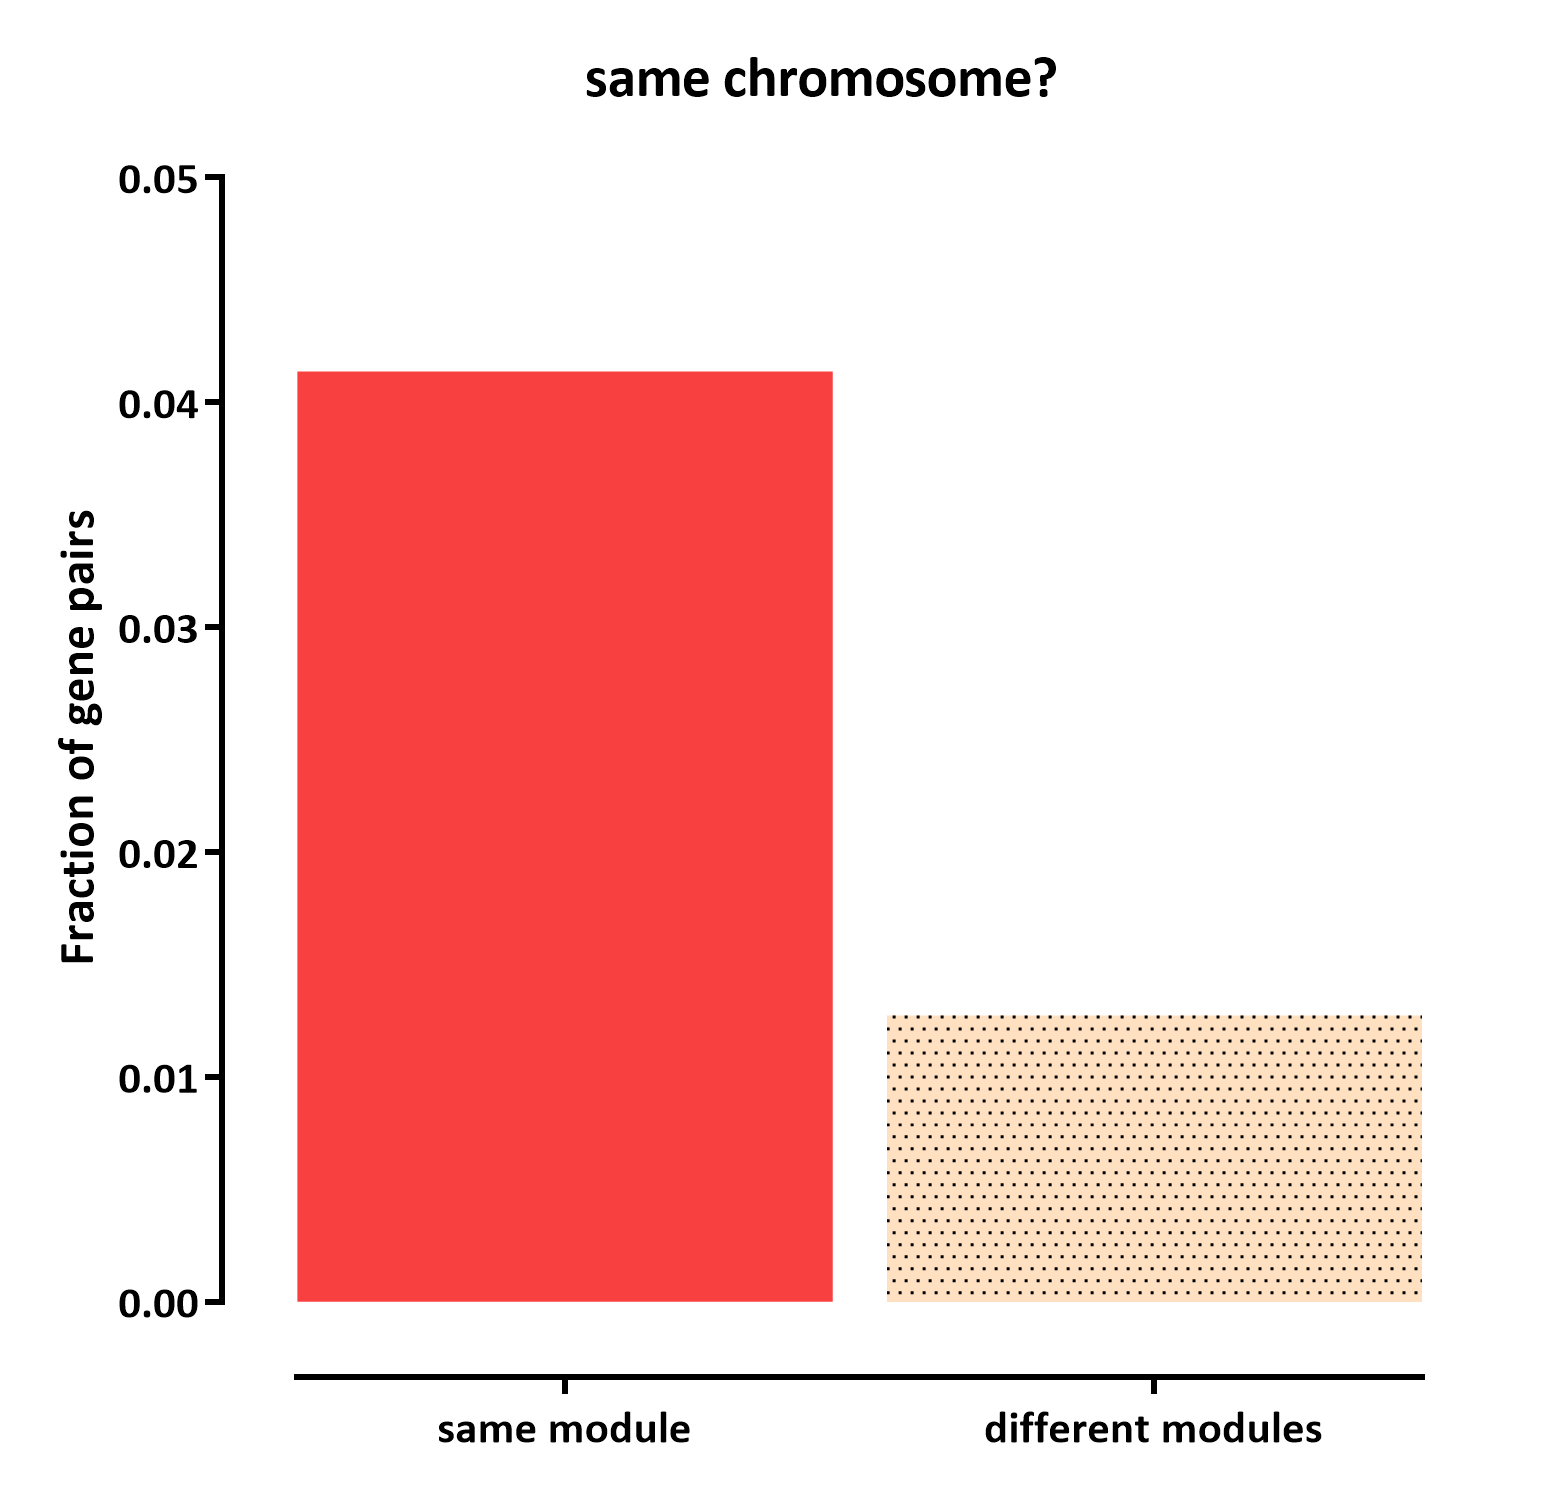 same chromosome?
0.05
0.04
0.03
0.02
0.01
0.00
Fraction of gene pairs
same module
different modules